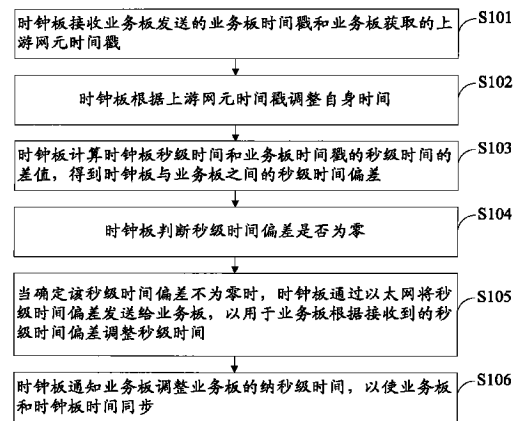 时钟板接收业务板发送的业务板时间戳和业务板获取的上
游网元时间戳
S101
时钟板根据上游网元时间戳调整自身时间
S102
时钟板计算时钟板秒级时间和业务板时间戳的秒级时间的
差值，得到时钟板与业务板之间的秒级时间偏差
S103
时钟板判断秒级时间偏差是否为零
S104
当确定该秒级时间偏差不为零时，时钟板通过以太网将秒
级时间偏差发送给业务板，以用于业务板根据接收到的秒
级时间偏差调整秒级时间
S105
时钟板通知业务板调整业务板的纳秒级时间，以使业务板
和时钟板时间同步
S106